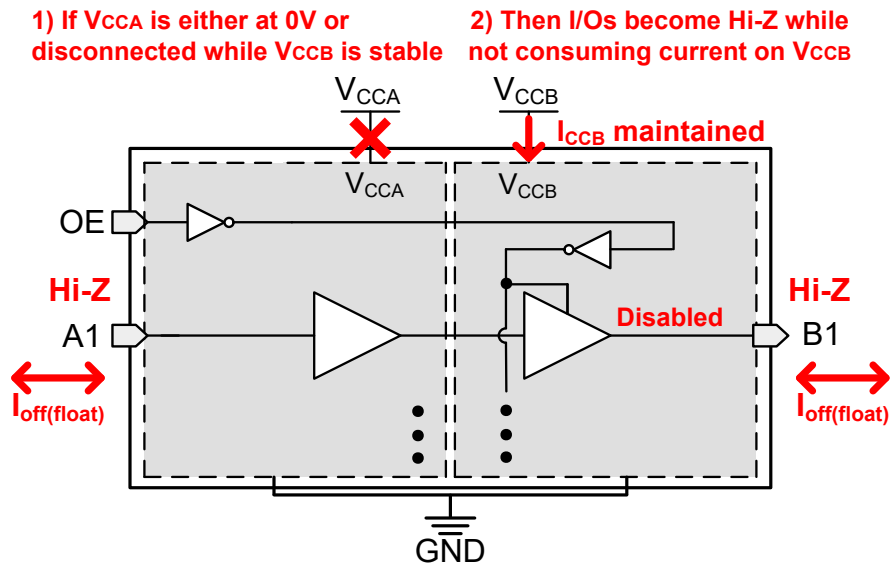 1) If VCCA is either at 0V or
disconnected while VCCB is stable
2) Then I/Os become Hi-Z while
not consuming current on VCCB
VCCA
VCCB
ICCB maintained
VCCA
VCCB
OE
Hi-Z
Hi-Z
Disabled
A1
B1
Ioff(float)
Ioff(float)
GND